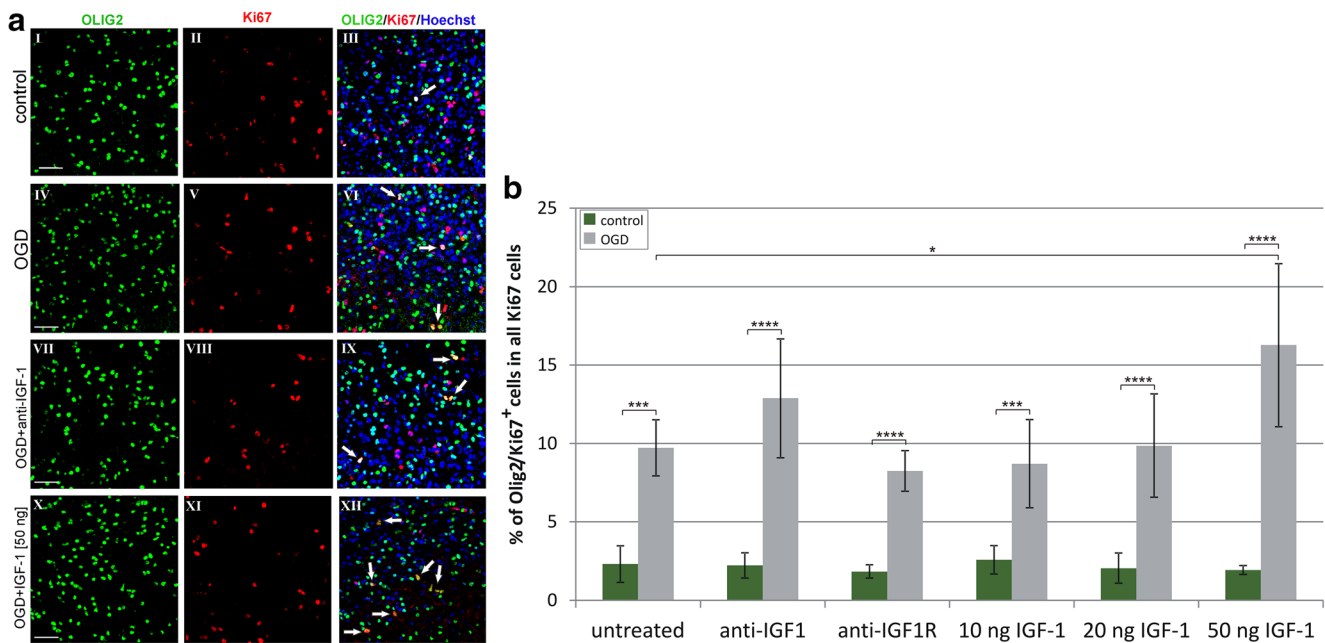 a
OLIG2
Ki67
OLIG2/Ki67/Hoechst
control
I
II
III
OGD
IV
V
VI
OGD+anti-IGF-1
VII
VIII
IX
OGD+IGF-1 [50 ng]
X
XI
XII
b
% of Olig2/Ki67⁺ cells in all Ki67 cells
25
20
15
10
5
0
control
OGD
*
****
****
***
****
***
****
untreated
anti-IGF1
anti-IGF1R
10 ng IGF-1
20 ng IGF-1
50 ng IGF-1